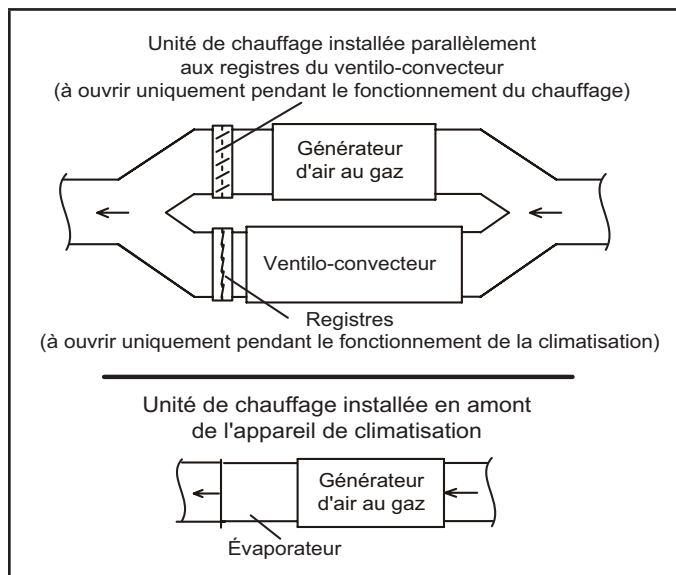 Unité de chauffage installée parallèlement
aux registres du ventilo-convecteur
(à ouvrir uniquement pendant le fonctionnement du chauffage)
Générateur
d'air au gaz
Ventilo-convecteur
Registres
(à ouvrir uniquement pendant le fonctionnement de la climatisation)
Unité de chauffage installée en amont
de l'appareil de climatisation
Générateur
d'air au gaz
Évaporateur